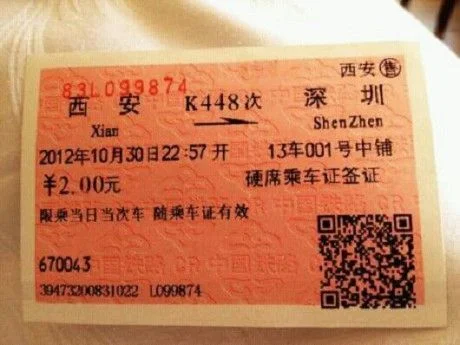 西安㊝售
83L099874
西安 K448次 深圳
Xian ShenZhen
2012年10月30日22:57开 13车001号中铺
¥2.00元 硬席乘车证签证
限乘当日当次车 随乘车证有效
670043
39473200831022 L099874